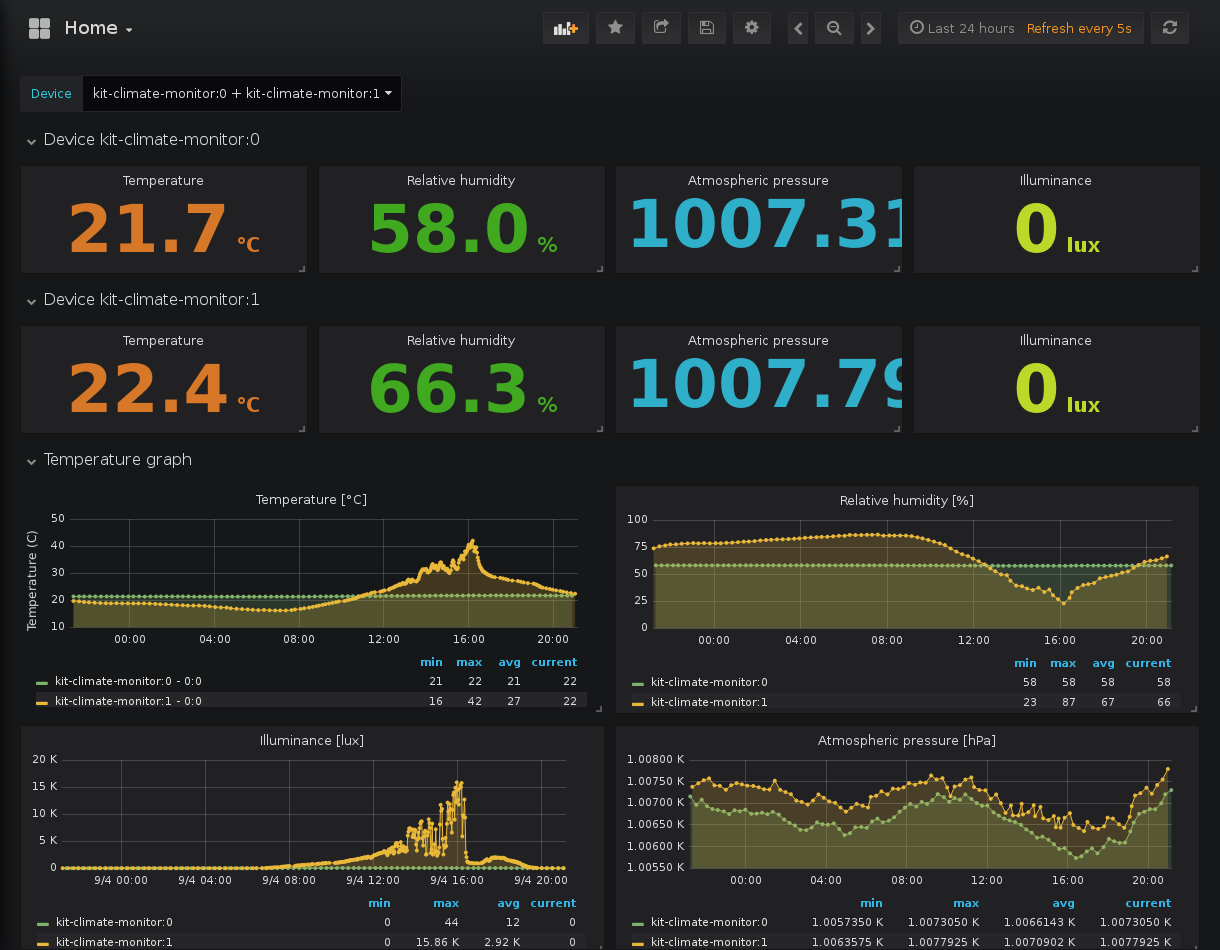 Home
Last 24 hours Refresh every 5s
Device kit-climate-monitor:0 + kit-climate-monitor:1
Device kit-climate-monitor:0
Temperature
21.7 °C
Relative humidity
58.0 %
Atmospheric pressure
1007.31
Illuminance
0 lux
Device kit-climate-monitor:1
Temperature
22.4 °C
Relative humidity
66.3 %
Atmospheric pressure
1007.79
Illuminance
0 lux
Temperature graph
Temperature [°C]
Temperature (C)
50
40
30
20
10
00:00 04:00 08:00 12:00 16:00 20:00
min max avg current
kit-climate-monitor:0 - 0:0 21 22 21 22
kit-climate-monitor:1 - 0:0 16 42 27 22
Relative humidity [%]
100
75
50
25
0
00:00 04:00 08:00 12:00 16:00 20:00
min max avg current
kit-climate-monitor:0 58 58 58 58
kit-climate-monitor:1 23 87 67 66
Illuminance [lux]
20 K
15 K
10 K
5 K
0
9/4 00:00 9/4 04:00 9/4 08:00 9/4 12:00 9/4 16:00 9/4 20:00
min max avg current
kit-climate-monitor:0 0 44 12 0
kit-climate-monitor:1 0 15.86 K 2.92 K 0
Atmospheric pressure [hPa]
1.00800 K
1.00750 K
1.00700 K
1.00650 K
1.00600 K
1.00550 K
00:00 04:00 08:00 12:00 16:00 20:00
min max avg current
kit-climate-monitor:0 1.0057350 K 1.0073050 K 1.0066143 K 1.0073050 K
kit-climate-monitor:1 1.0063575 K 1.0077925 K 1.0070902 K 1.0077925 K